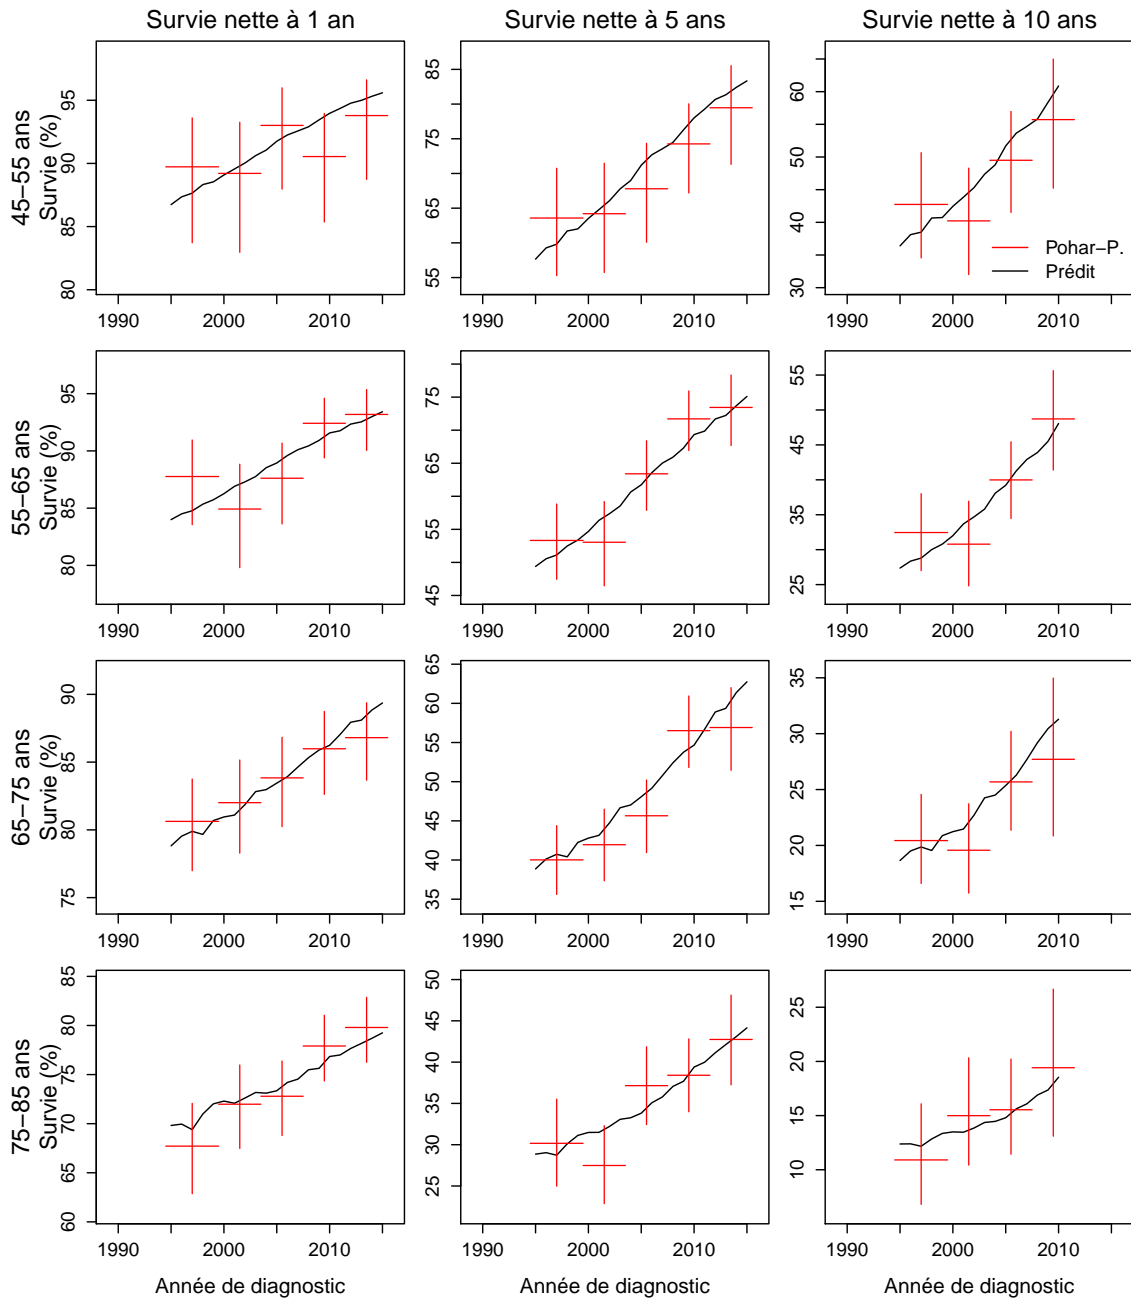 Survie nette à 1 an
Survie nette à 5 ans
Survie nette à 10 ans
45−55 ans
Survie (%)
80 85 90 95
1990 2000 2010
55 65 75 85
1990 2000 2010
30 40 50 60
Pohar−P.
Prédit
1990 2000 2010
55−65 ans
Survie (%)
80 85 90 95
1990 2000 2010
45 55 65 75
1990 2000 2010
25 35 45 55
1990 2000 2010
65−75 ans
Survie (%)
75 80 85 90
1990 2000 2010
35 40 45 50 55 60 65
1990 2000 2010
15 20 25 30 35
1990 2000 2010
75−85 ans
Survie (%)
60 65 70 75 80 85
1990 2000 2010
25 30 35 40 45 50
1990 2000 2010
10 15 20 25
1990 2000 2010
Année de diagnostic
Année de diagnostic
Année de diagnostic